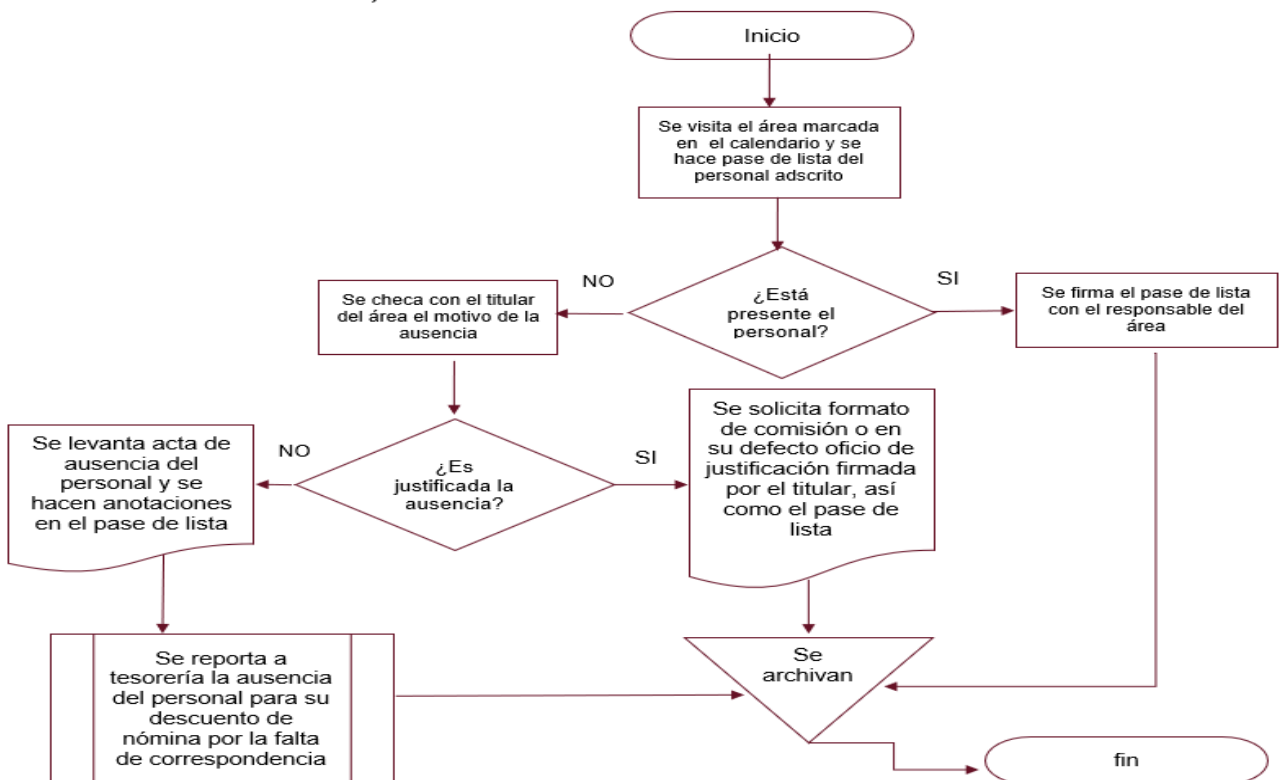 Inicio
Se visita el área marcada
en el calendario y se
hace pase de lista del
personal adscrito
¿Está
presente el
personal?
NO
SI
Se checa con el titular
del área el motivo de la
ausencia
Se firma el pase de lista
con el responsable del
área
¿Es
justificada la
ausencia?
NO
SI
Se levanta acta de
ausencia del
personal y se
hacen anotaciones
en el pase de lista
Se solicita formato
de comisión o en
su defecto oficio de
justificación firmada
por el titular, así
como el pase de
lista
Se reporta a
tesorería la ausencia
del personal para su
descuento de
nómina por la falta
de correspondencia
Se
archivan
fin